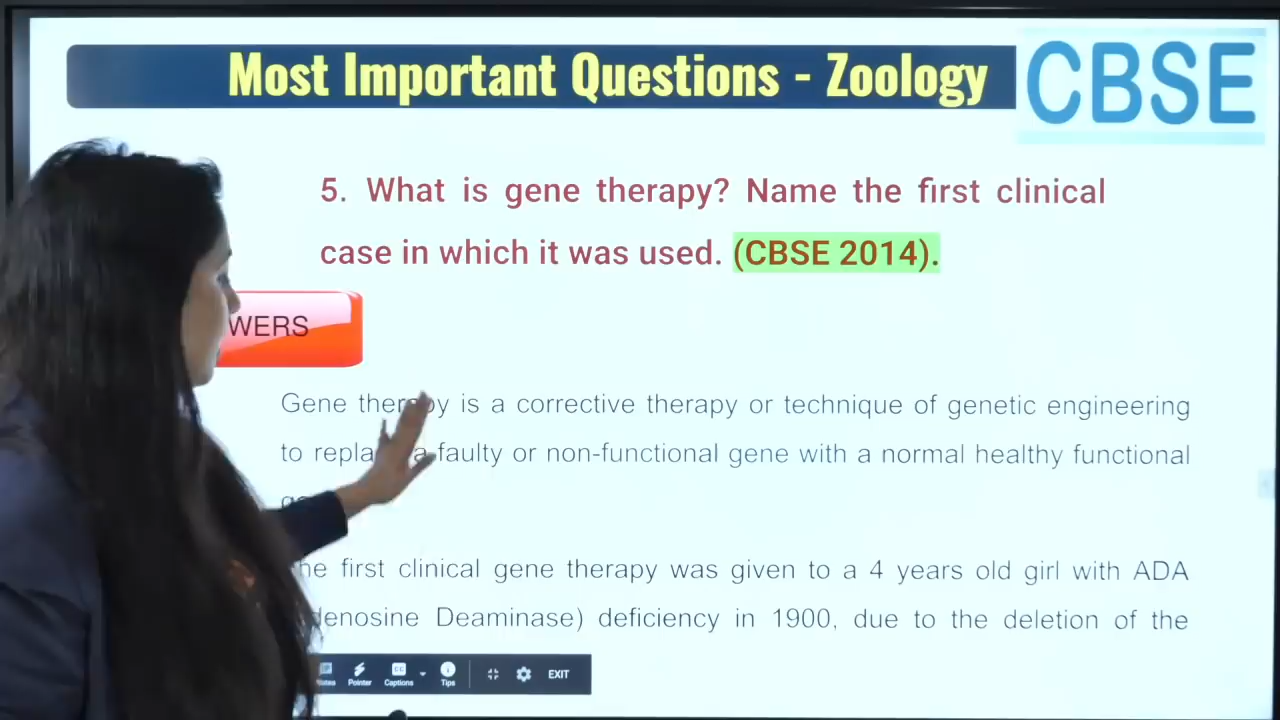 Most Important Questions - Zoology
CBSE
5. What is gene therapy? Name the first clinical
case in which it was used. (CBSE 2014).
WERS
Gene therapy is a corrective therapy or technique of genetic engineering
to repla a faulty or non-functional gene with a normal healthy functional
he first clinical gene therapy was given to a 4 years old girl with ADA
denosine Deaminase) deficiency in 1900, due to the deletion of the
Pointer Captions Tips EXIT